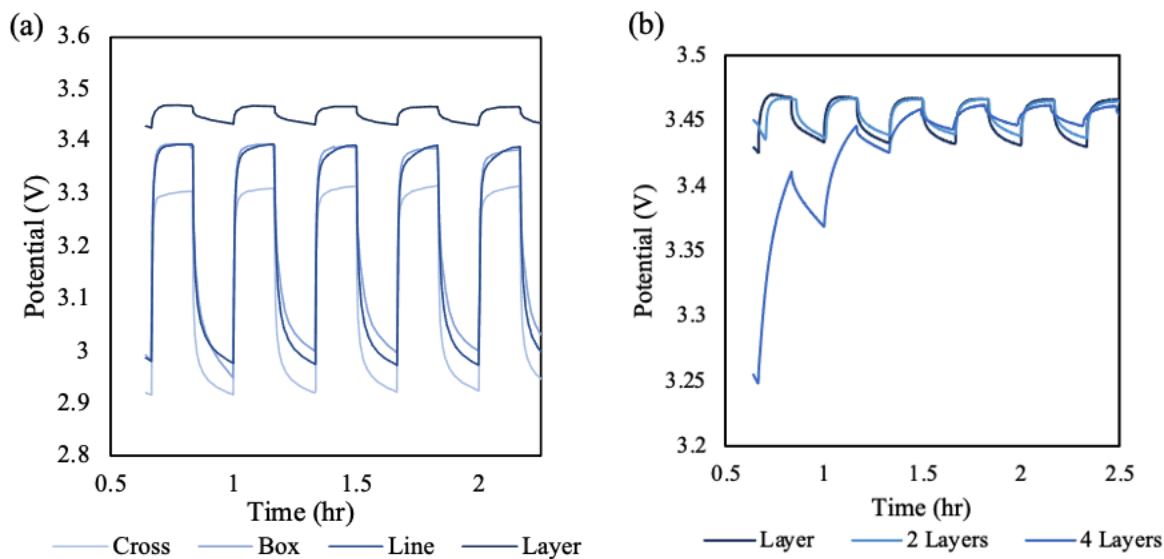 (a)
3.6
3.5
3.4
3.3
3.2
3.1
3
2.9
2.8
Potential (V)
0.5 1 1.5 2
Time (hr)
Cross Box Line Layer
(b)
3.5
3.45
3.4
3.35
3.3
3.25
3.2
Potential (V)
0.5 1 1.5 2 2.5
Time (hr)
Layer 2 Layers 4 Layers